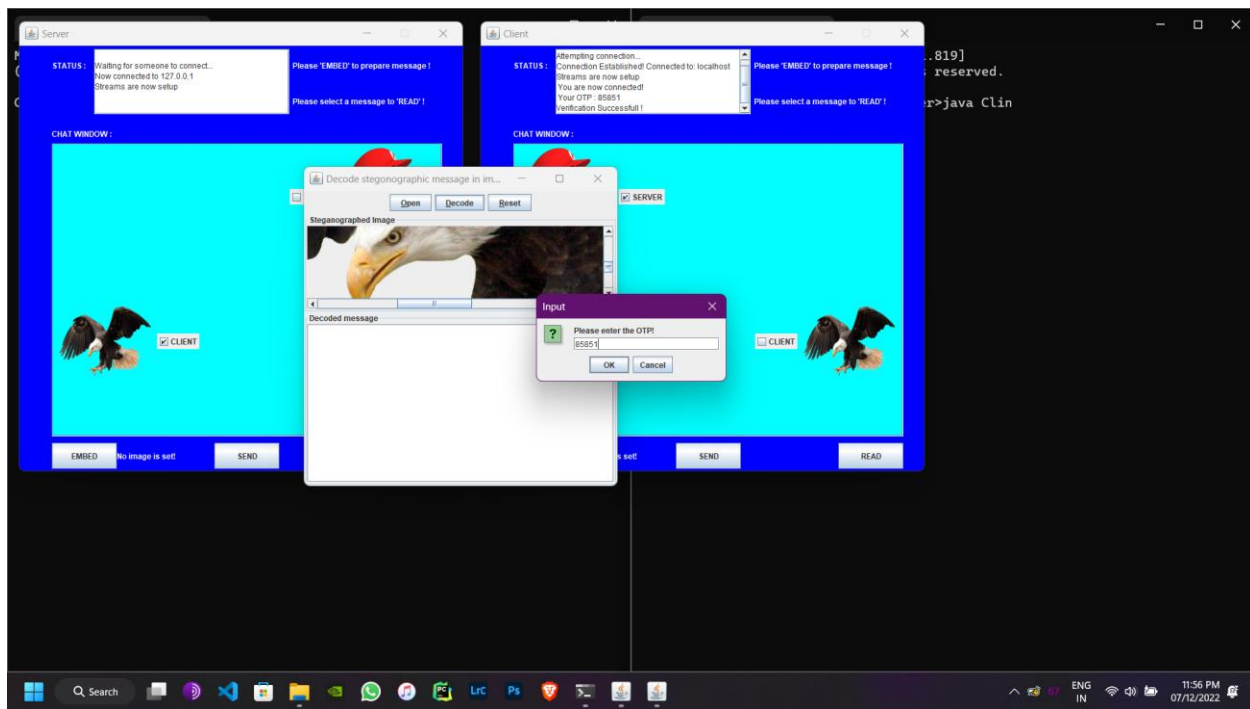 Server
STATUS :
Waiting for someone to connect...
Now connected to 127.0.0.1
Streams are now setup
Please 'EMBED' to prepare message !
Please select a message to 'READ' !
CHAT WINDOW :
CLIENT
EMBED
No image is set!
SEND
Client
STATUS :
Attempting connection...
Connection Established! Connected to: localhost
Streams are now setup
You are now connected!
Your OTP : 85851
Verification Successfull !
Please 'EMBED' to prepare message !
Please select a message to 'READ' !
CHAT WINDOW :
SERVER
CLIENT
s set!
SEND
READ
Decode stegonographic message in im...
Open Decode Reset
Steganographed Image
Decoded message
Input
Please enter the OTP!
85851
OK Cancel
.819]
reserved.
r>java Clin
Search
PC
LrC
Ps
67
ENG
IN
11:56 PM
07/12/2022